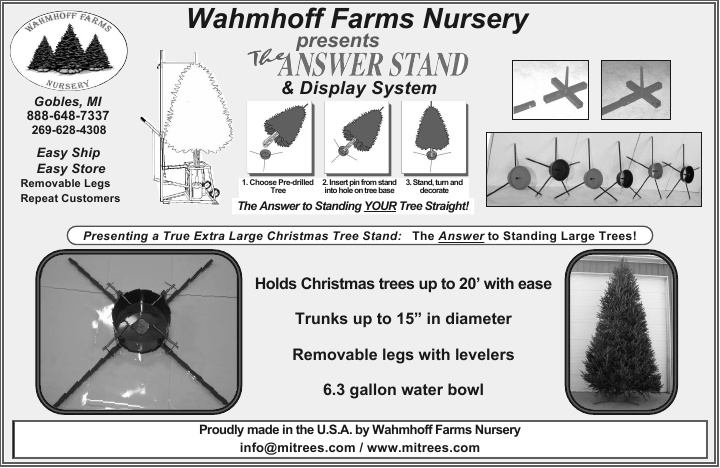 WAHMHOFF FARMS
NURSERY
Gobles, MI
888-648-7337
269-628-4308
Easy Ship
Easy Store
Removable Legs
Repeat Customers
Wahmhoff Farms Nursery
presents
The ANSWER STAND
& Display System
1. Choose Pre-drilled
Tree
2. Insert pin from stand
into hole on tree base
3. Stand, turn and
decorate
The Answer to Standing YOUR Tree Straight!
Presenting a True Extra Large Christmas Tree Stand: The Answer to Standing Large Trees!
Holds Christmas trees up to 20’ with ease
Trunks up to 15” in diameter
Removable legs with levelers
6.3 gallon water bowl
Proudly made in the U.S.A. by Wahmhoff Farms Nursery
info@mitrees.com / www.mitrees.com